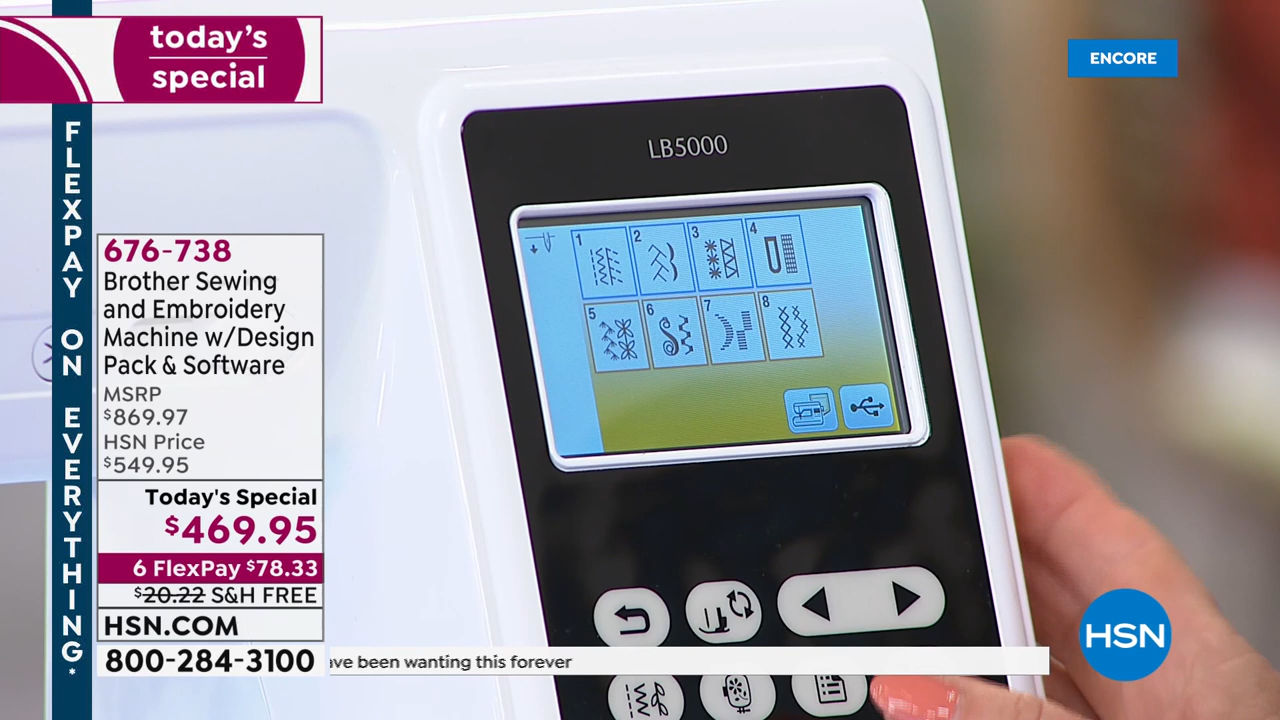 today's
special
ENCORE
FLEXPAY ON EVERYTHING.*
676-738
Brother Sewing
and Embroidery
Machine w/Design
Pack & Software
MSRP
$869.97
HSN Price
$549.95
Today's Special
$469.95
6 FlexPay $78.33
$20.22 S&H FREE
HSN.COM
800-284-3100
been wanting this forever
LB5000
1 2 3 4
5 6 7 8
HSN